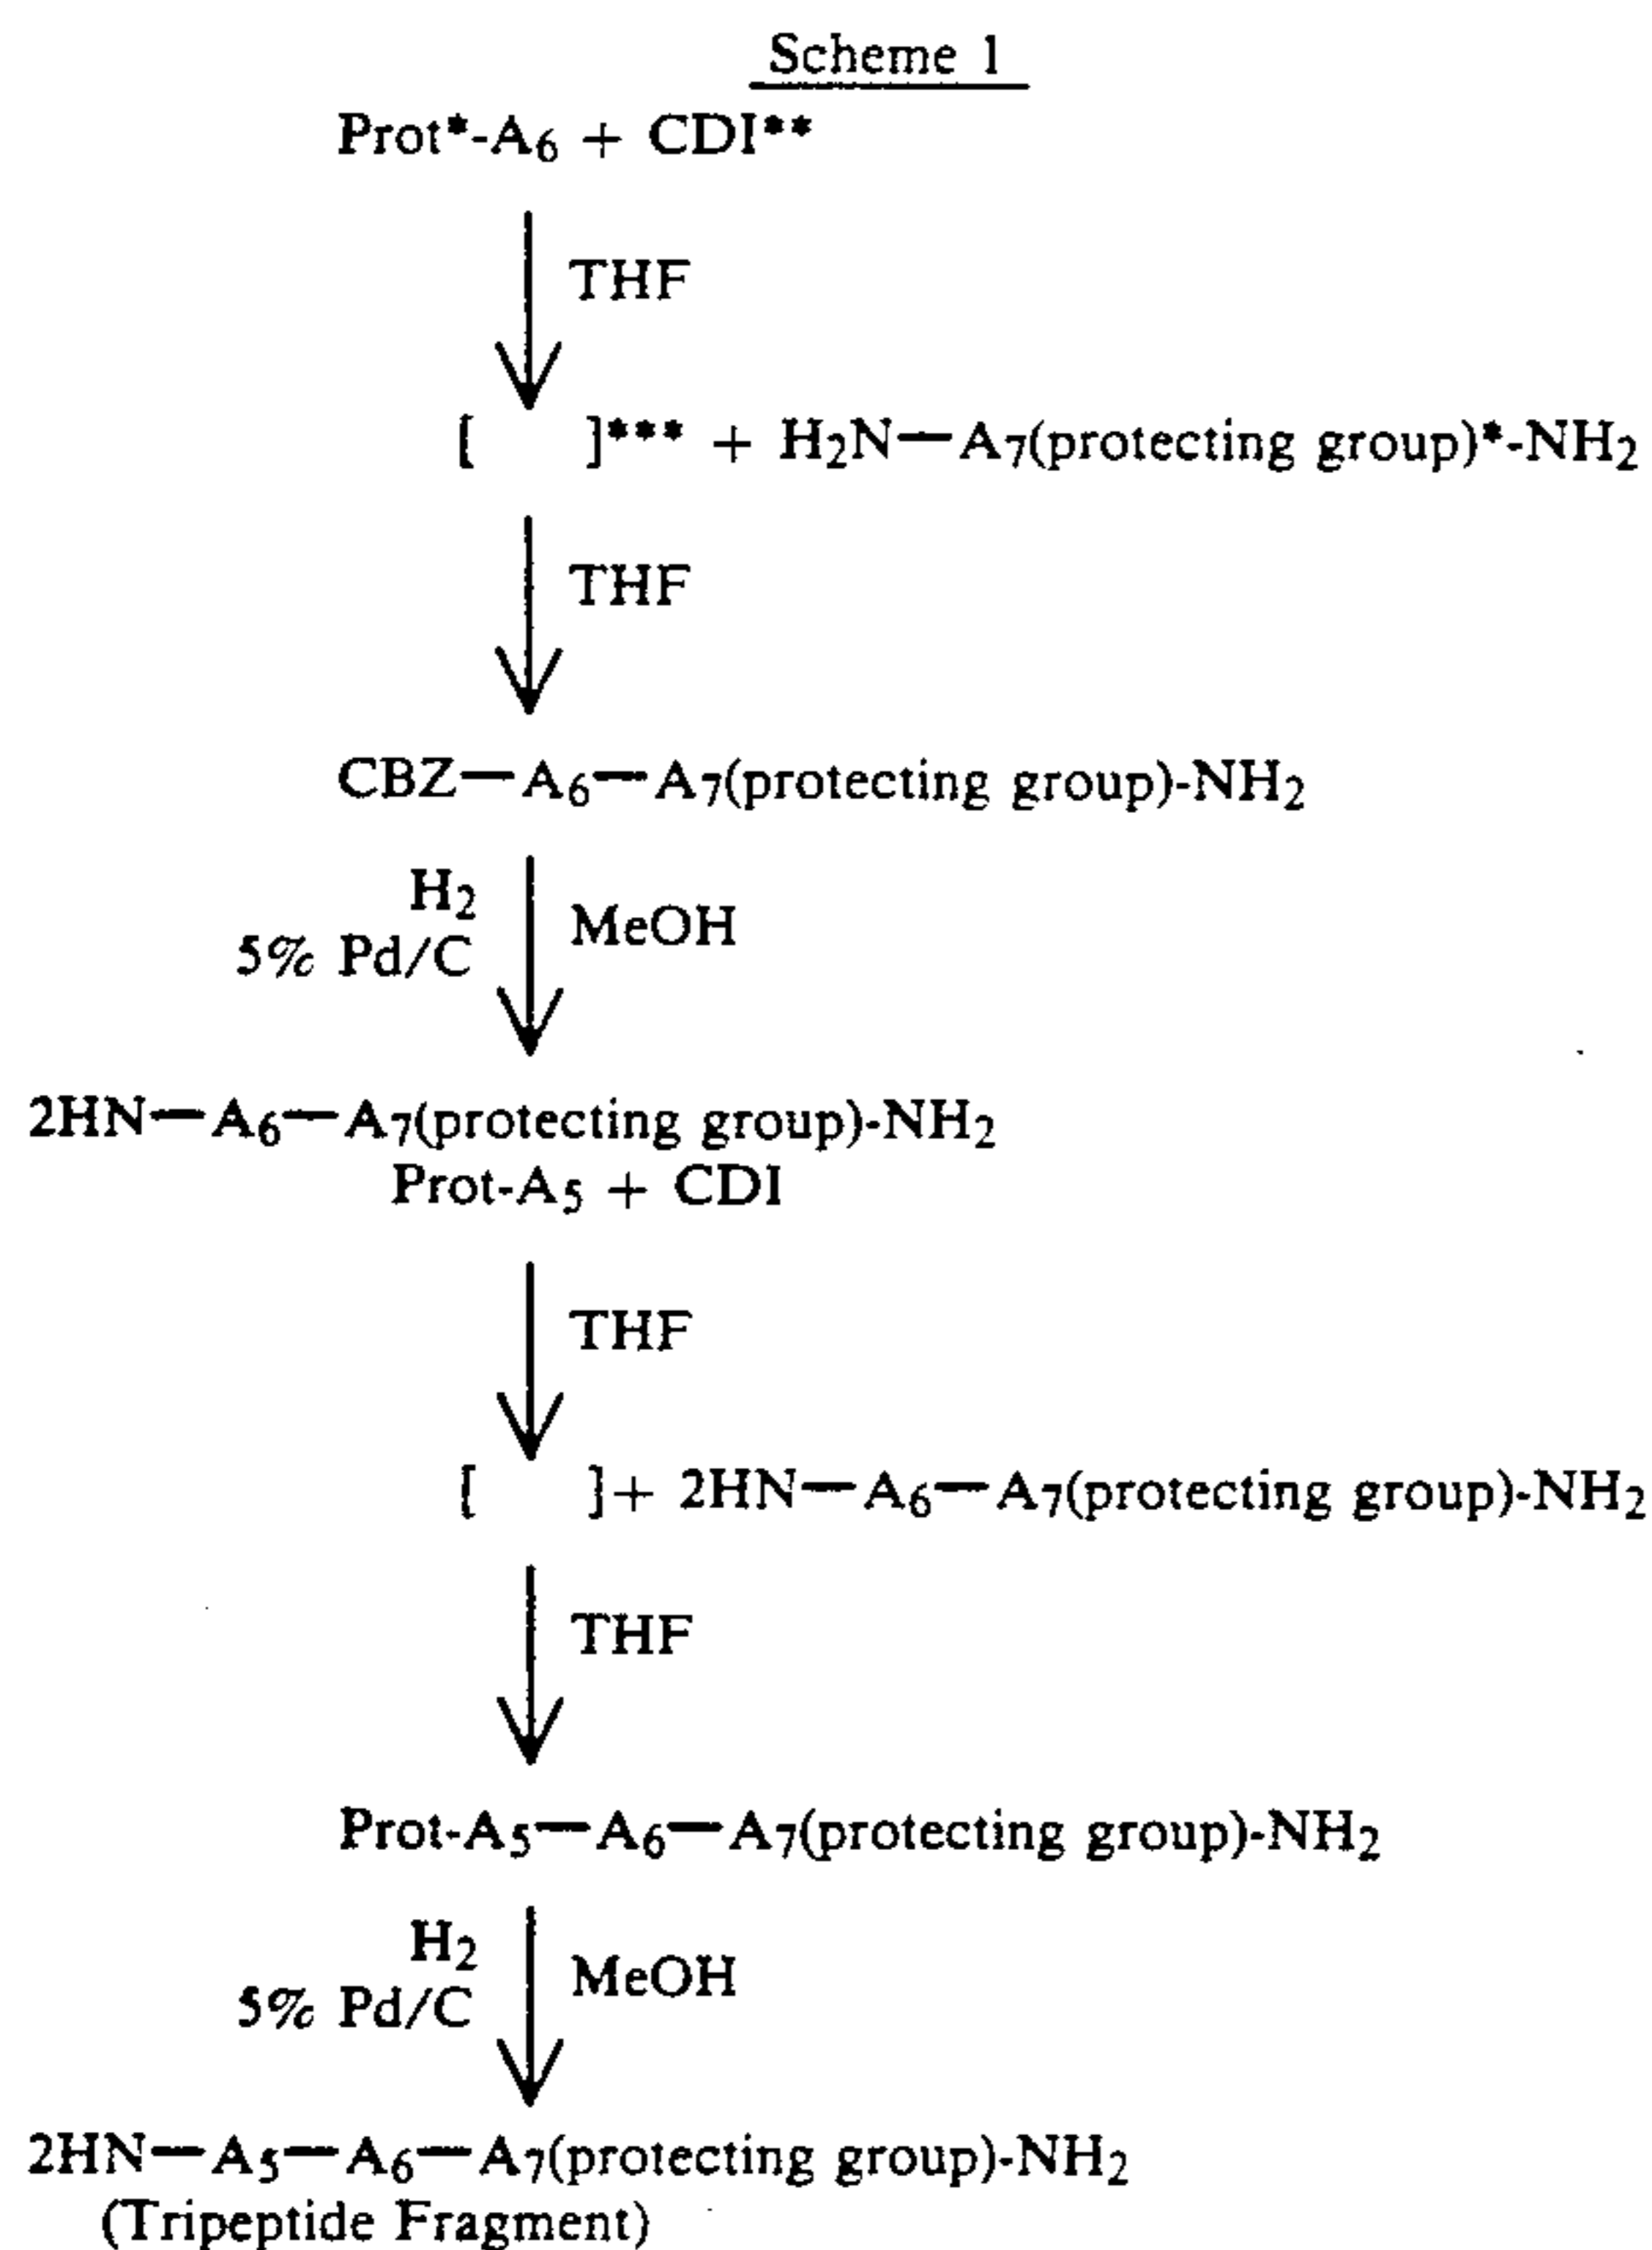 Scheme 1
Prot*-A6 + CDI**
THF
[ ]*** + H2N—A7(protecting group)*-NH2
THF
CBZ—A6—A7(protecting group)-NH2
H2
5% Pd/C
MeOH
2HN—A6—A7(protecting group)-NH2
Prot-A5 + CDI
THF
[ ]+ 2HN—A6—A7(protecting group)-NH2
THF
Prot-A5—A6—A7(protecting group)-NH2
H2
5% Pd/C
MeOH
2HN—A5—A6—A7(protecting group)-NH2
(Tripeptide Fragment)